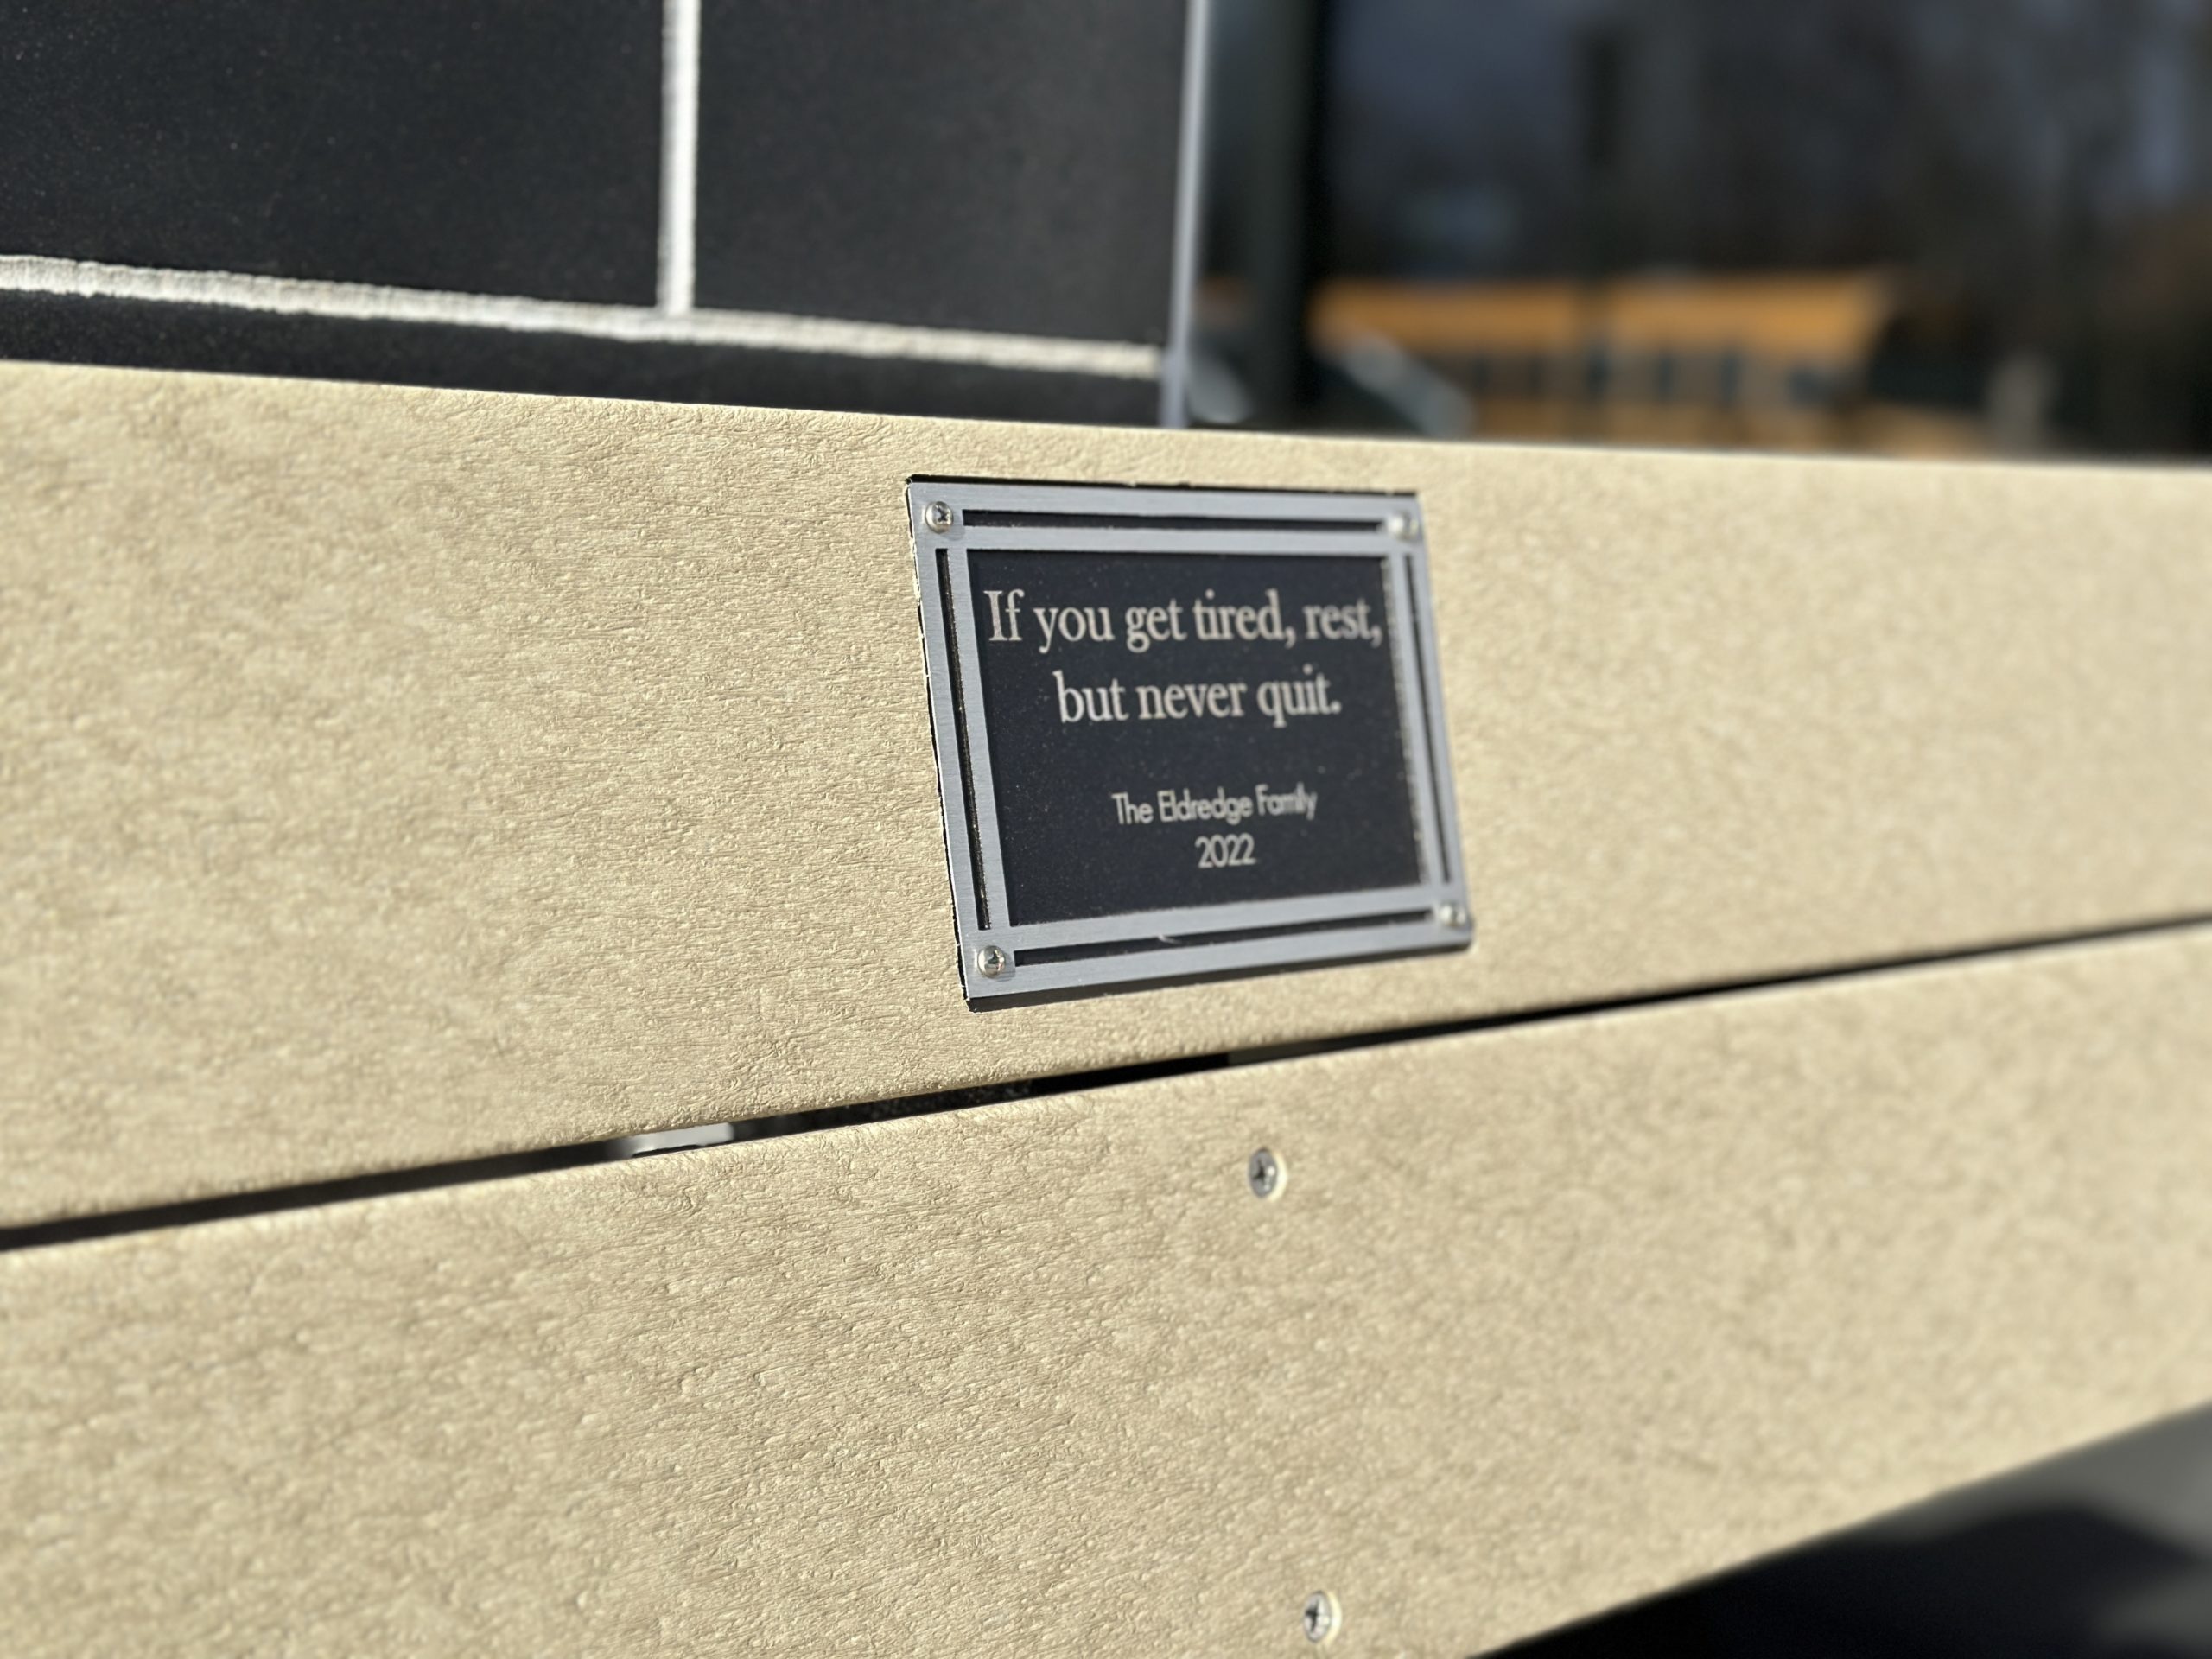 If you get tired, rest,
but never quit.
The Eldredge Family
2022